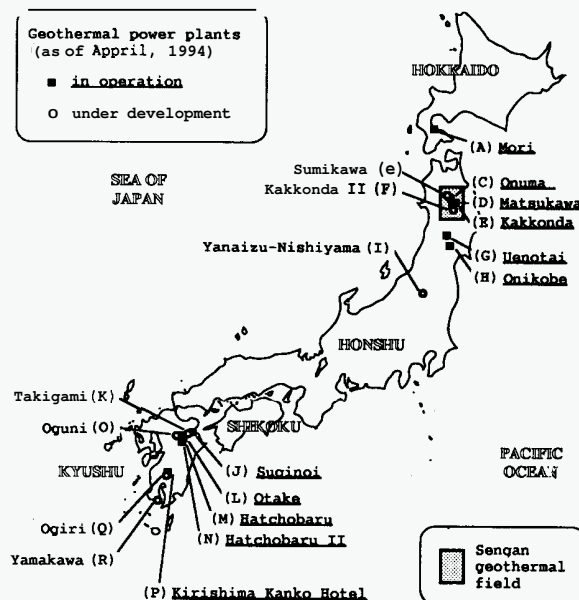 Geothermal power plants
(as of Appril, 1994)
in operation
under development
HOKKAIDO
(A) Mori
Sumikawa (e)
(C) Onuma
SEA OF
JAPAN
Kakkonda II (F)
(D) Matsukawa
(E) Kakkonda
Yanaizu-Nishiyama (I)
(G) Uenotai
(H) Onikobe
HONSHU
Takigami (K)
SHIKOKU
Oguni (O)
PACIFIC
OCEAN
KYUSHU
(J) Suginoi
(L) Otake
(M) Hatchobaru
Ogiri (Q)
(N) Hatchobaru II
Yamakawa (R)
Sengan
geothermal
field
(P) Kirishima Kanko Hotel